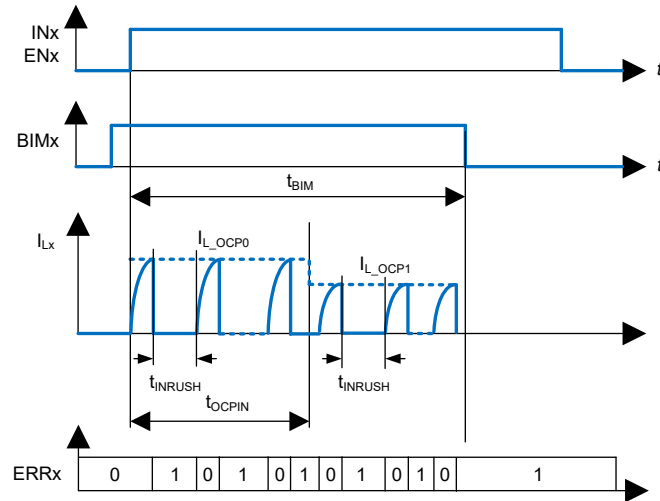 INx
ENx
t
BIMx
t
tBIM
ILx
IL_OCP0
IL_OCP1
tINRUSH
tINRUSH
tOCPIN
ERRx
0 1 0 1 0 1 0 1 0 1 0 1